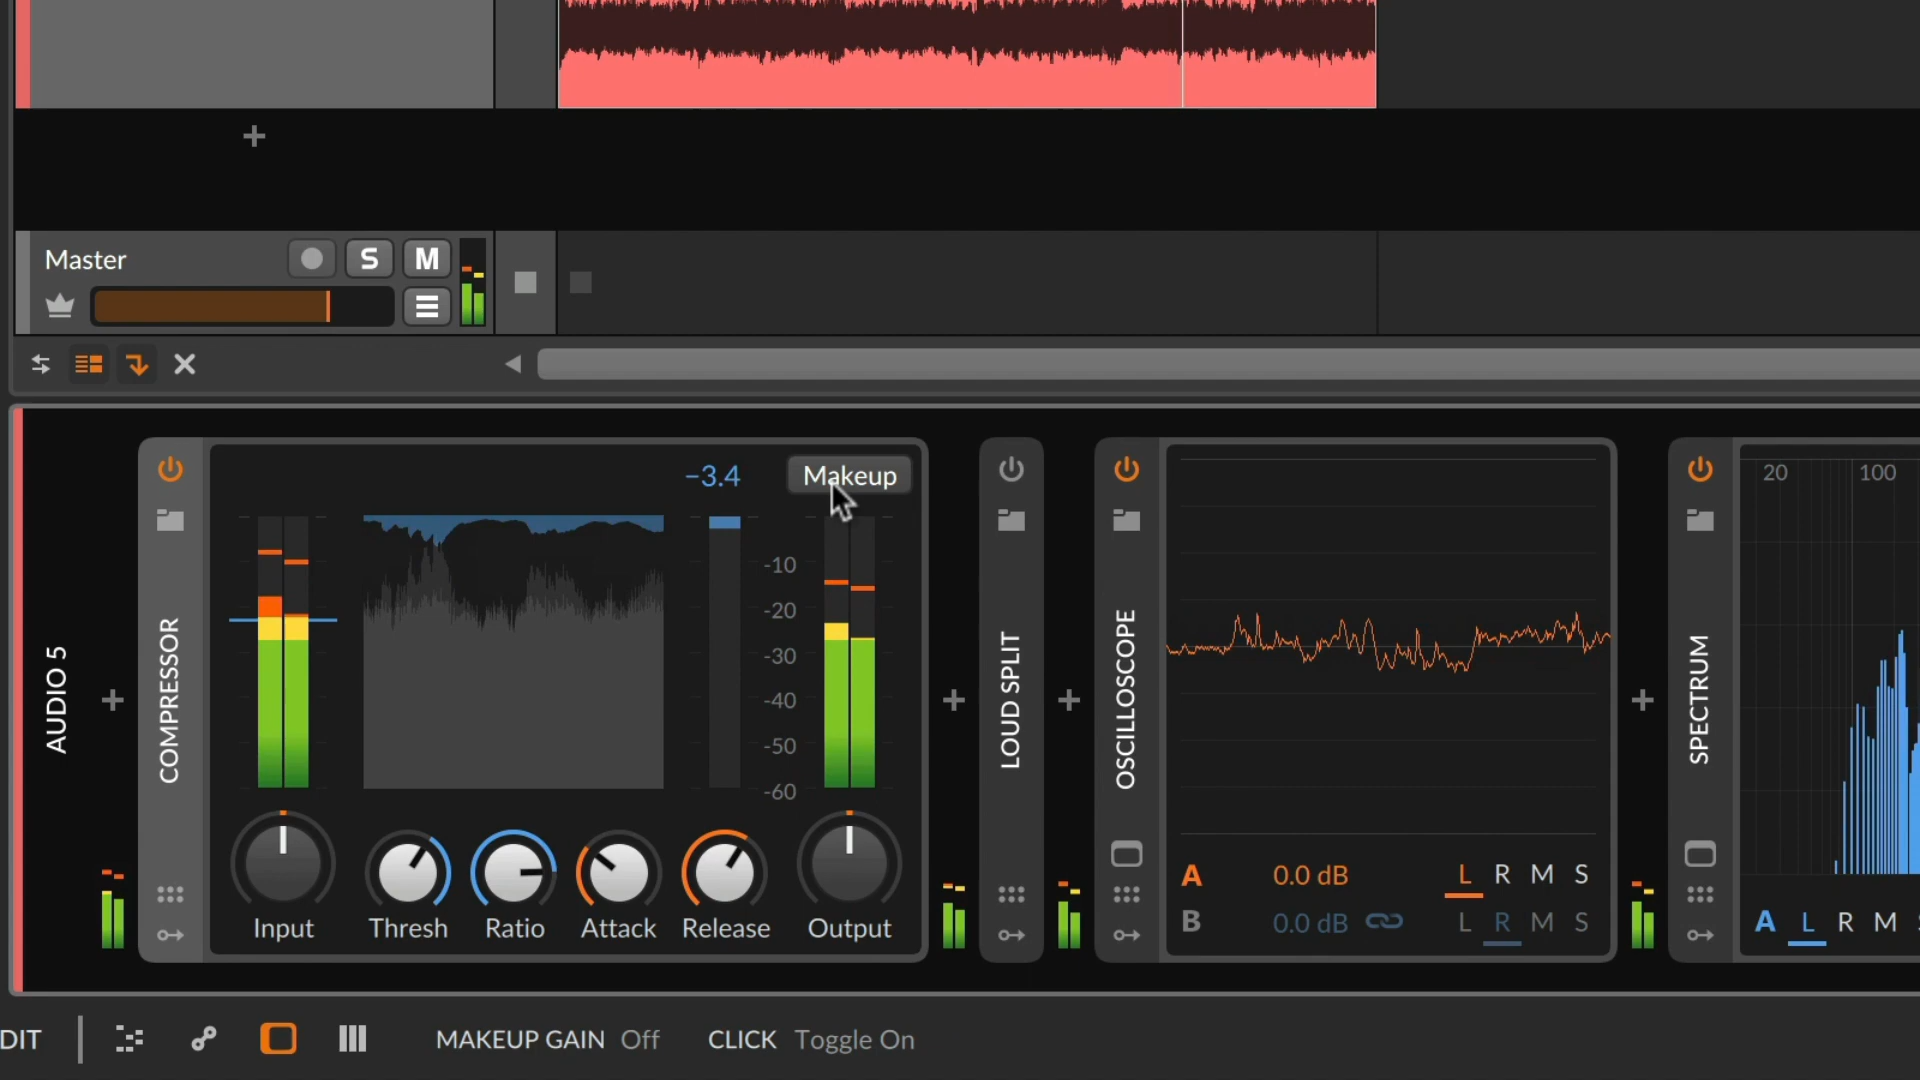 Master
S
M
AUDIO 5
COMPRESSOR
−3.4
Makeup
-10
-20
-30
-40
-50
-60
Input
Thresh
Ratio
Attack
Release
Output
LOUD SPLIT
OSCILLOSCOPE
A
0.0 dB
L R M S
B
0.0 dB
L R M S
SPECTRUM
20
100
A L R M
DIT
MAKEUP GAIN Off
CLICK Toggle On